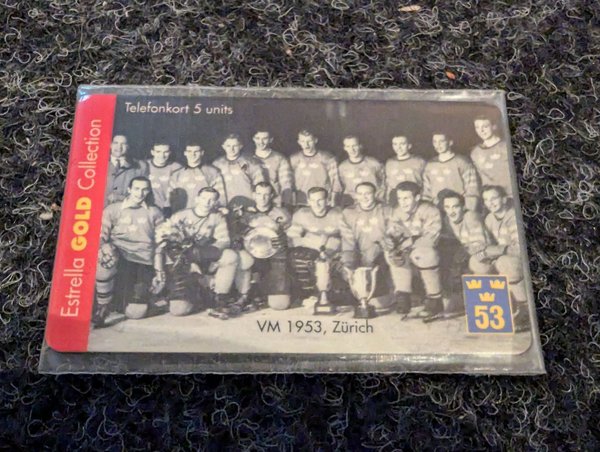 Telefonkort 5 units
Estrella GOLD Collection
VM 1953, Zürich
53